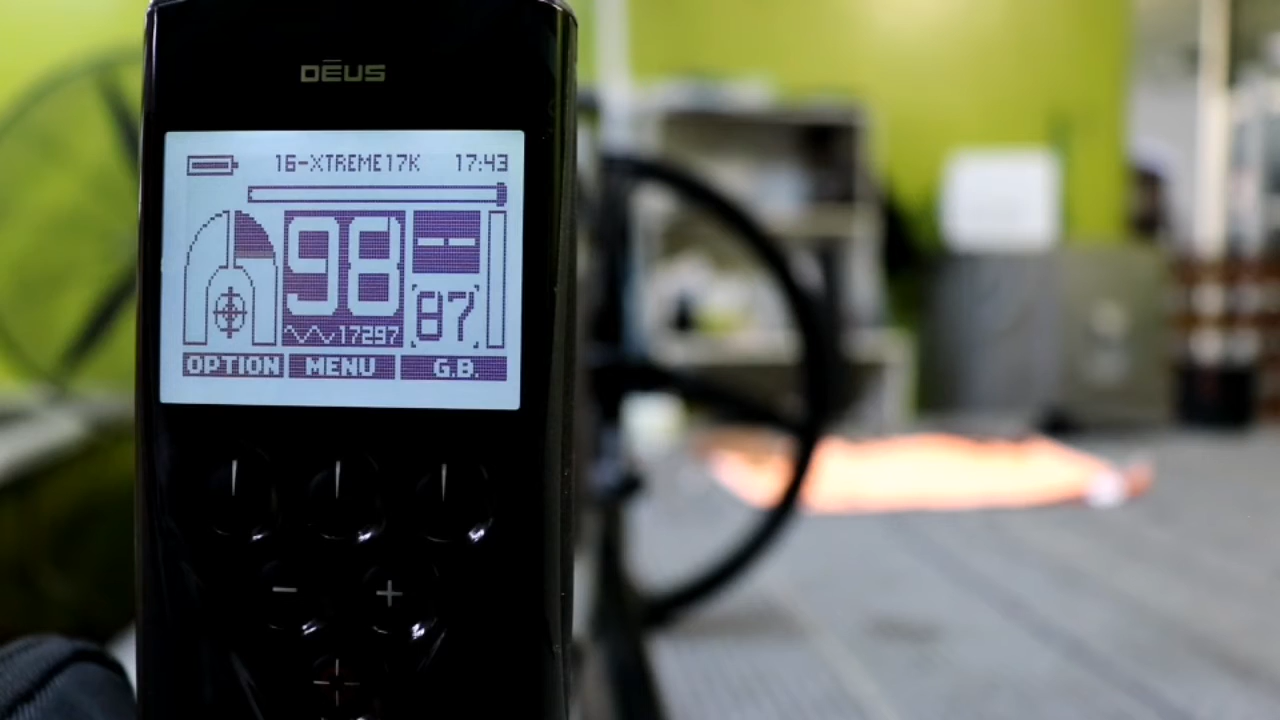 DĒUS
16-XTREME17K 17:43
98 --
87
17297
OPTION MENU G.B.
- +